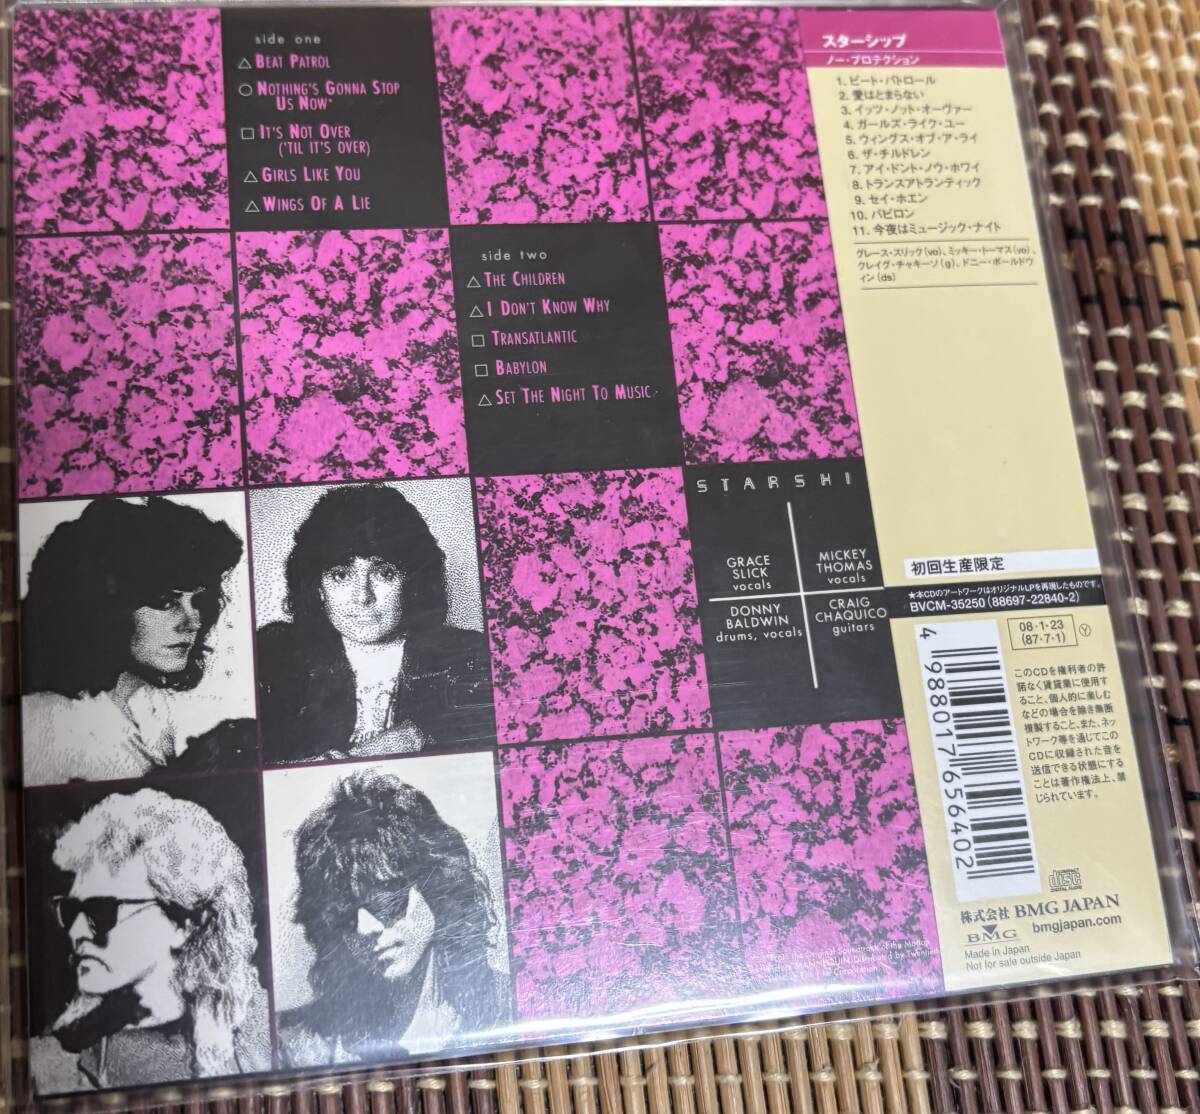 side one
△ BEAT PATROL
○ NOTHING'S GONNA STOP
US NOW*
□ IT'S NOT OVER
('TIL IT'S OVER)
△ GIRLS LIKE YOU
△ WINGS OF A LIE
side two
△ THE CHILDREN
△ I DON'T KNOW WHY
□ TRANSATLANTIC
□ BABYLON
△ SET THE NIGHT TO MUSIC
STARSHI
GRACE
SLICK
vocals
MICKEY
THOMAS
vocals
DONNY
BALDWIN
drums, vocals
CRAIG
CHAQUICO
guitars
スターシップ
ノー・プロテクション
1. ビート・パトロール
2. 愛はとまらない
3. イッツ・ノット・オーヴァー
4. ガールズ・ライク・ユー
5. ウィングス・オブ・ア・ライ
6. ザ・チルドレン
7. アイ・ドント・ノウ・ホワイ
8. トランスアトランティック
9. セイ・ホエン
10. バビロン
11. 今夜はミュージック・ナイト
グレース・スリック(vo)、ミッキー・トーマス(vo)、
クレイグ・チャキーソ(g)、ドニー・ボールドウ
ィン(ds)
初回生産限定
★本CDのアートワークはオリジナルLPを再現したものです。
BVCM-35250 (88697-22840-2)
08・1・23
(87・7・1)
Y
4 988017 656402
このCDを権利者の許
諾なく賃貸業に使用す
ること、個人的に楽しむ
などの場合を除き無断
複製すること、また、ネッ
トワーク等を通じてこの
CDに収録された音を
送信できる状態にする
ことは著作権法上、禁
じられています。
COMPACT
disc
DIGITAL AUDIO
株式会社 BMG JAPAN
BMG
bmgjapan.com
Made in Japan
Not for sale outside Japan
Original Soundtrack of the Motion
Distributed by Twentieth
Corporation